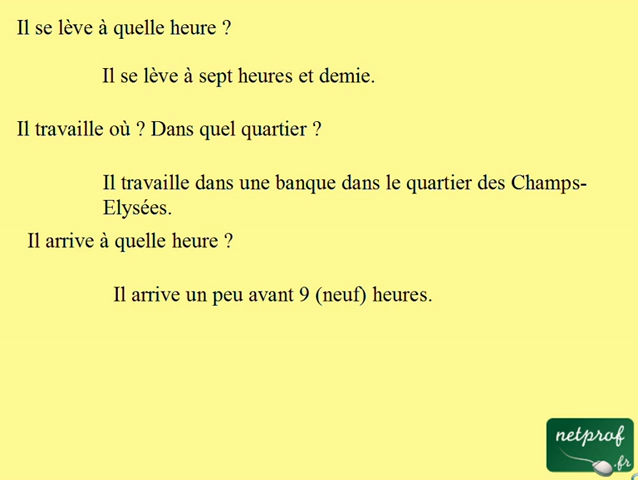 Il se lève à quelle heure ?
Il se lève à sept heures et demie.
Il travaille où ? Dans quel quartier ?
Il travaille dans une banque dans le quartier des Champs-
Elysées.
Il arrive à quelle heure ?
Il arrive un peu avant 9 (neuf) heures.
netprof
.fr